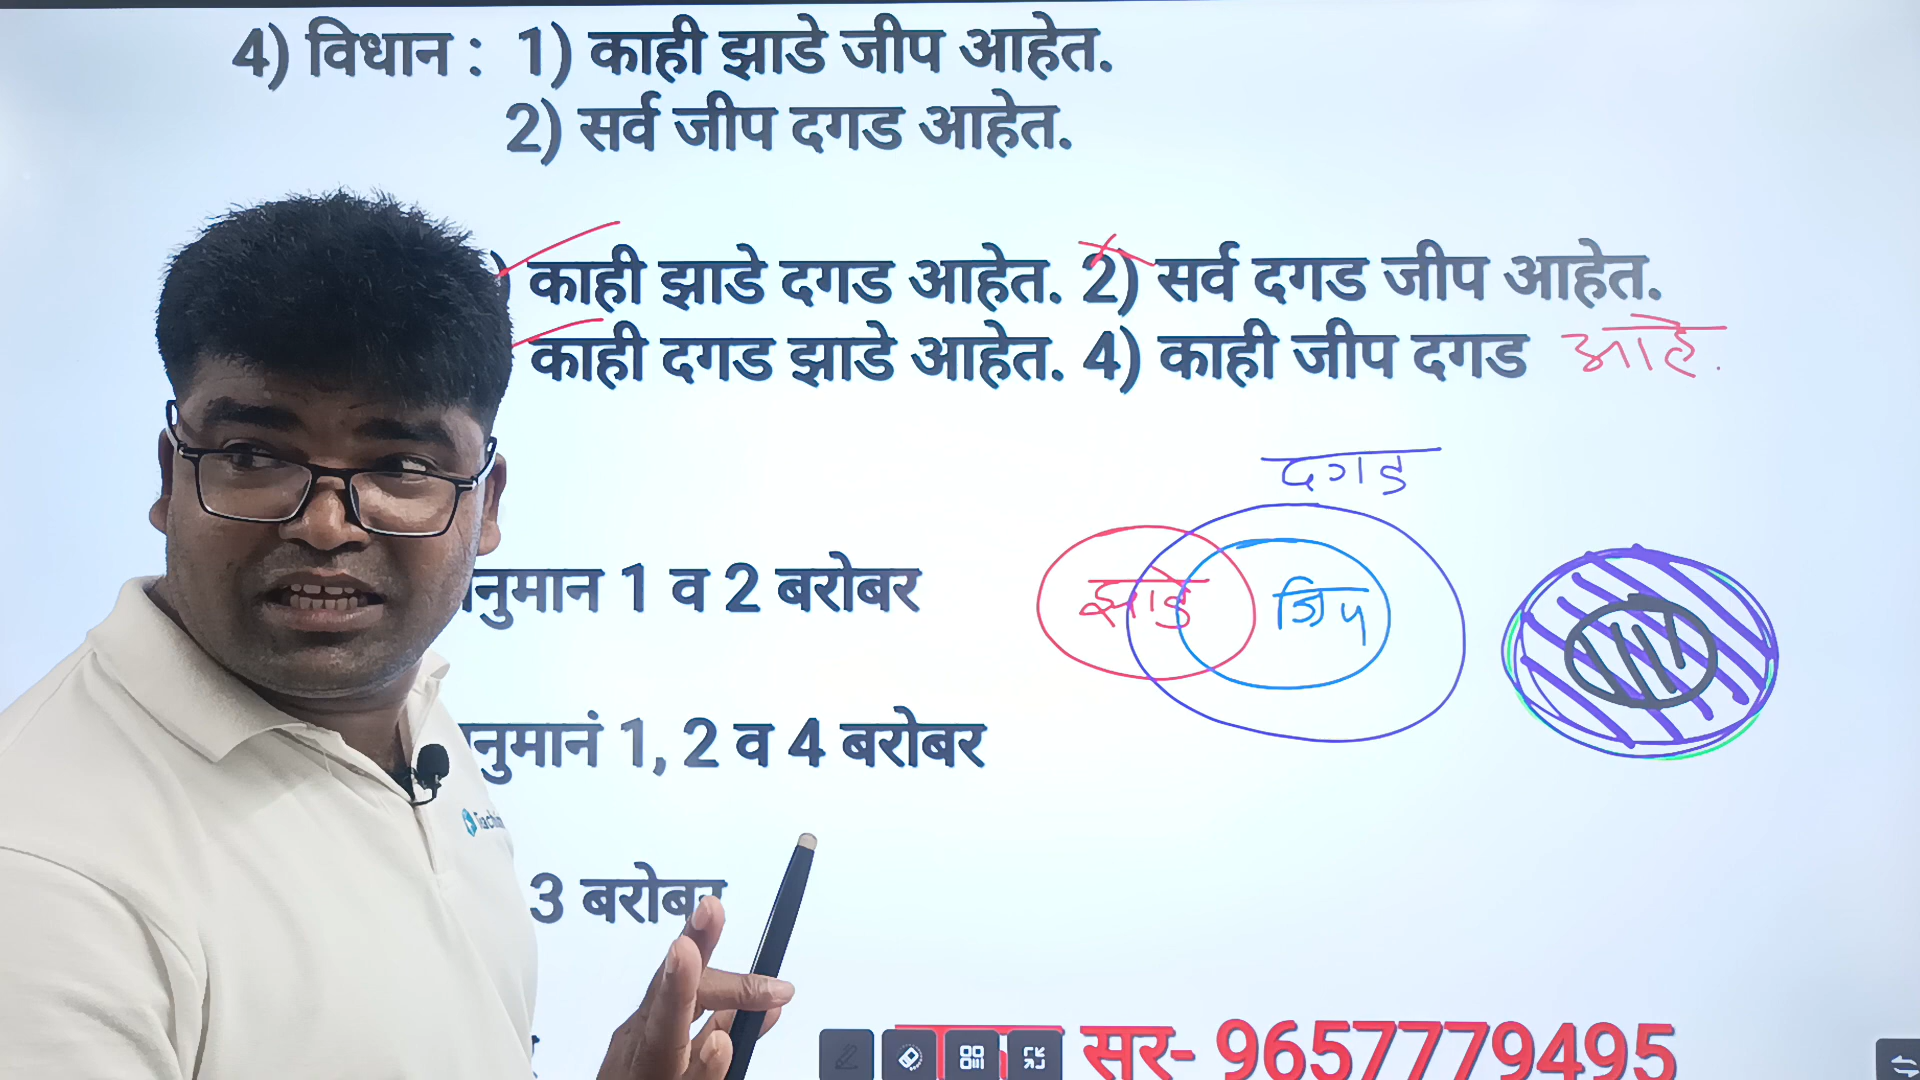 4) विधान : 1) काही झाडे जीप आहेत.
2) सर्व जीप दगड आहेत.
) काही झाडे दगड आहेत. 2) सर्व दगड जीप आहेत.
काही दगड झाडे आहेत. 4) काही जीप दगड आहे.
दगड
झाडे जिप
नुमान 1 व 2 बरोबर
नुमानं 1, 2 व 4 बरोबर
3 बरोबर
सर- 9657779495